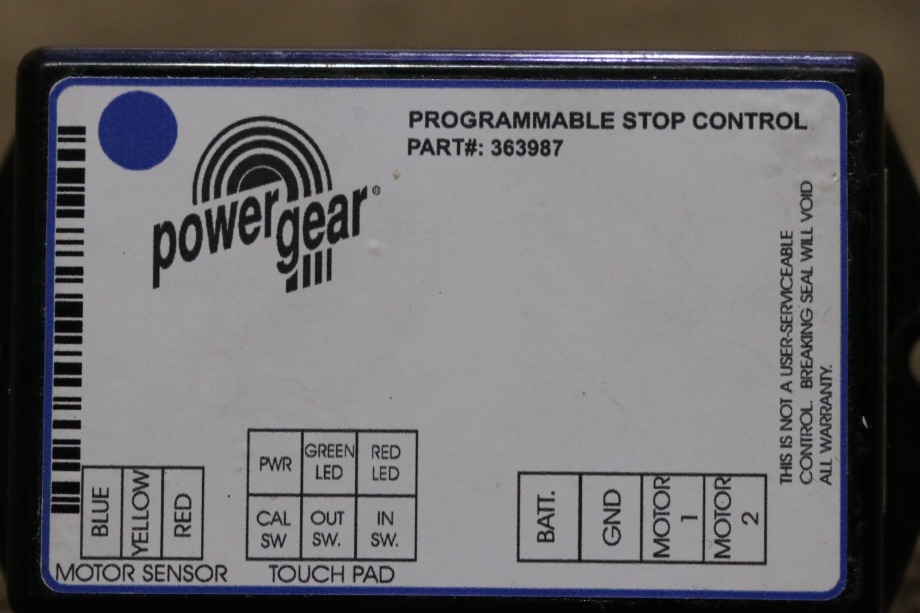 PROGRAMMABLE STOP CONTROL
PART#: 363987
power gear®
THIS IS NOT A USER-SERVICEABLE
CONTROL. BREAKING SEAL WILL VOID
ALL WARRANTY.
BLUE
YELLOW
RED
MOTOR SENSOR
PWR
GREEN
LED
RED
LED
CAL
SW
OUT
SW.
IN
SW.
TOUCH PAD
BATT.
GND
MOTOR
1
MOTOR
2